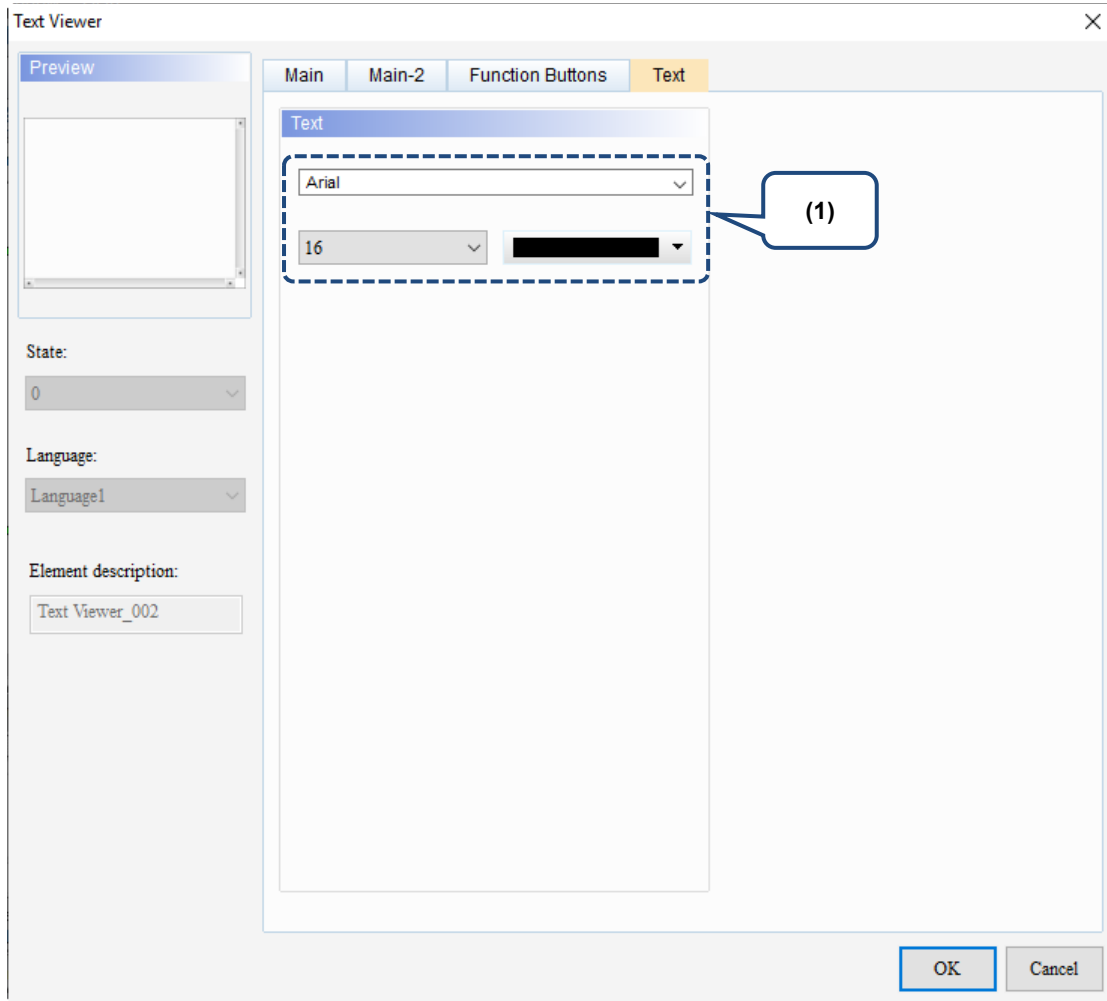 Text Viewer
Preview
Main Main-2 Function Buttons Text
Text
Arial
(1)
16
State:
0
Language:
Language1
Element description:
Text Viewer_002
OK Cancel